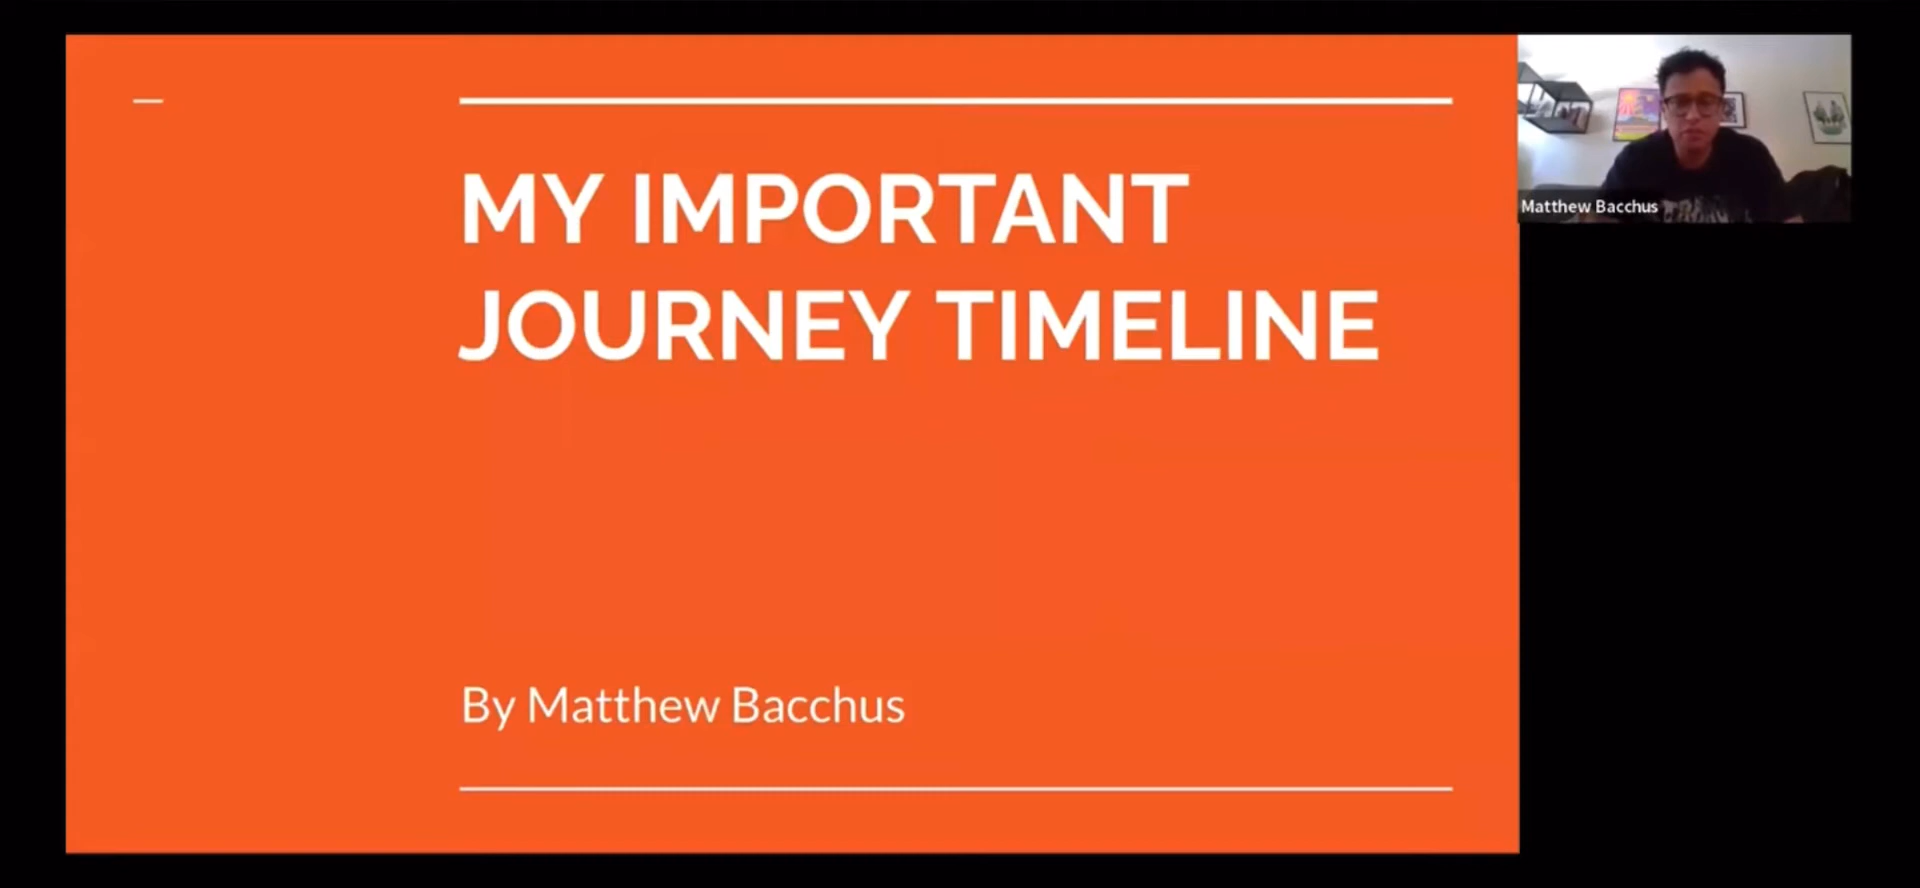 MY IMPORTANT
JOURNEY TIMELINE
By Matthew Bacchus
Matthew Bacchus